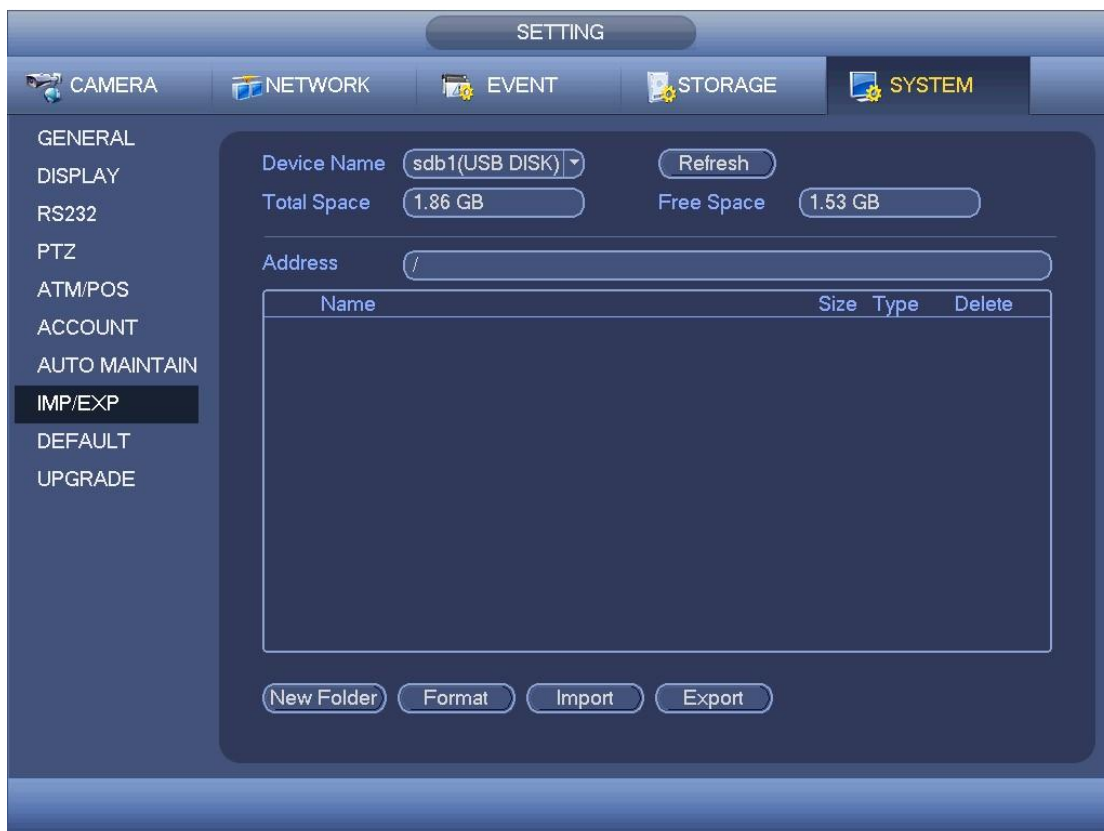 SETTING
CAMERA NETWORK EVENT STORAGE SYSTEM
GENERAL
DISPLAY
RS232
PTZ
ATM/POS
ACCOUNT
AUTO MAINTAIN
IMP/EXP
DEFAULT
UPGRADE
Device Name sdb1(USB DISK) Refresh
Total Space 1.86 GB Free Space 1.53 GB
Address /
Name Size Type Delete
New Folder Format Import Export